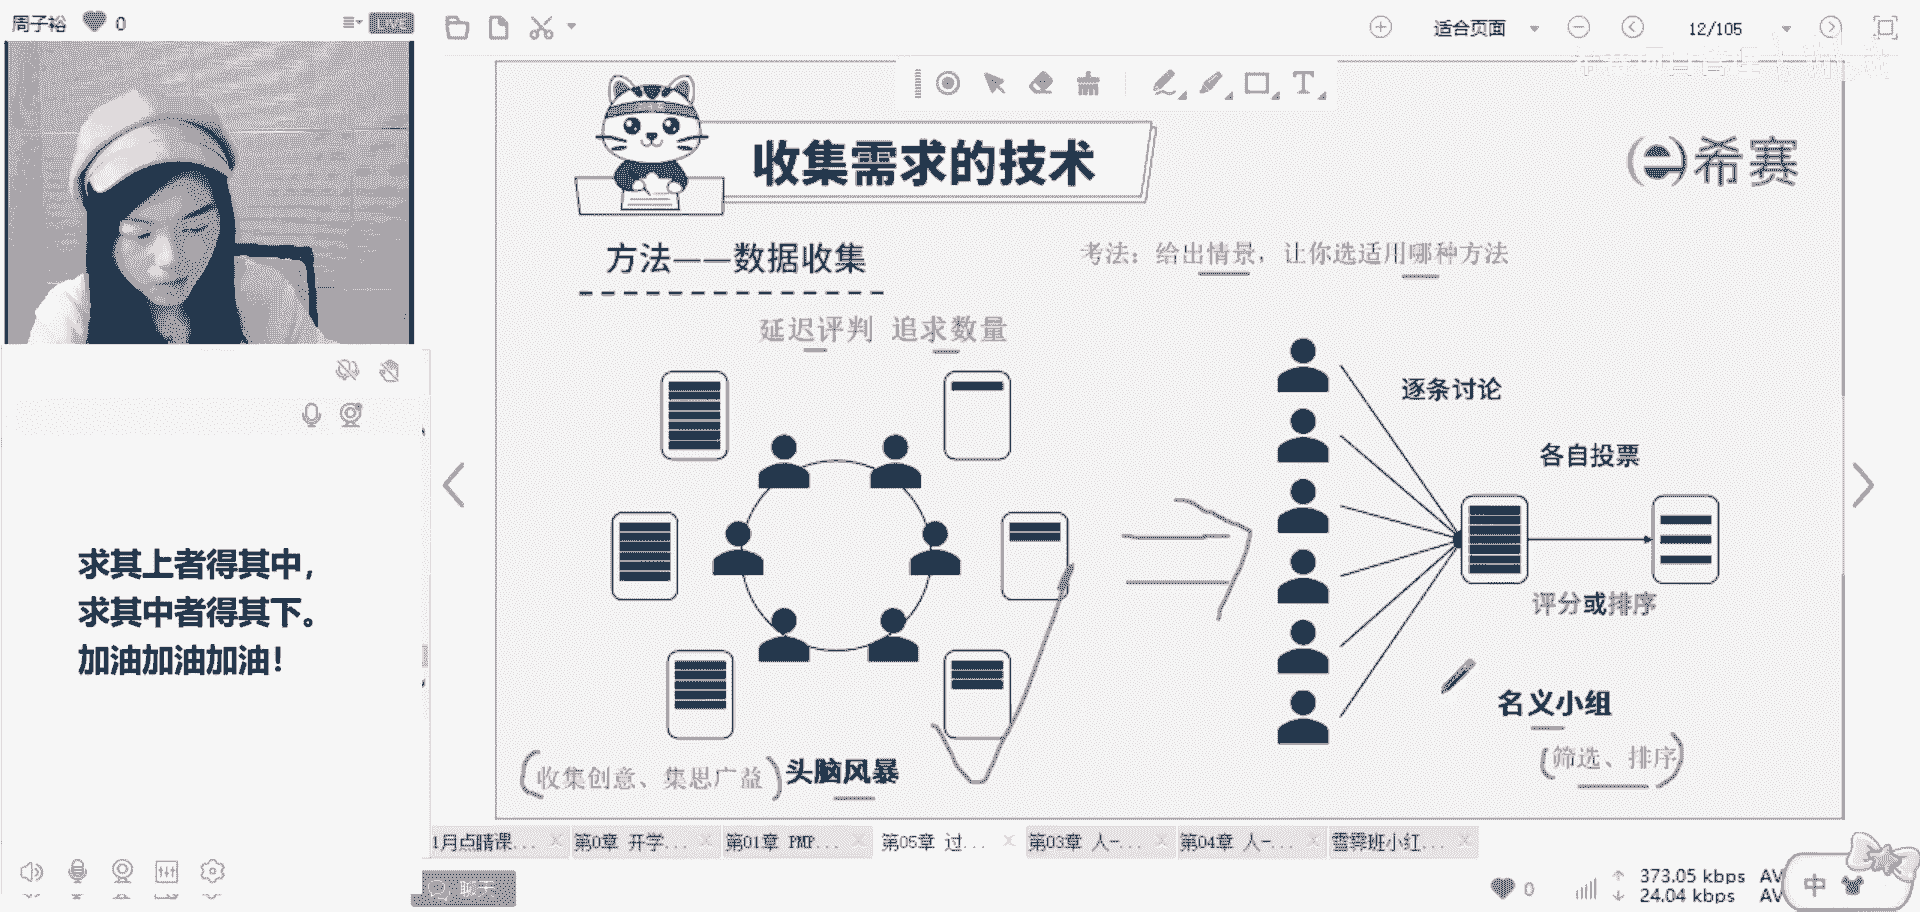 周子裕 0 LIVE
适合页面 12/105
收集需求的技术
希赛
方法——数据收集
考法：给出情景，让你选适用哪种方法
延迟评判 追求数量
逐条讨论
各自投票
评分或排序
名义小组
(筛选、排序)
(收集创意、集思广益) 头脑风暴
求其上者得其中，
求其中者得其下。
加油加油加油！
1月点睛课... 第0章 开学... 第01章 PMP... 第05章 过... 第03章 人-... 第04章 人-...
聊天
0 373.05 kbps AV
24.04 kbps AV
中